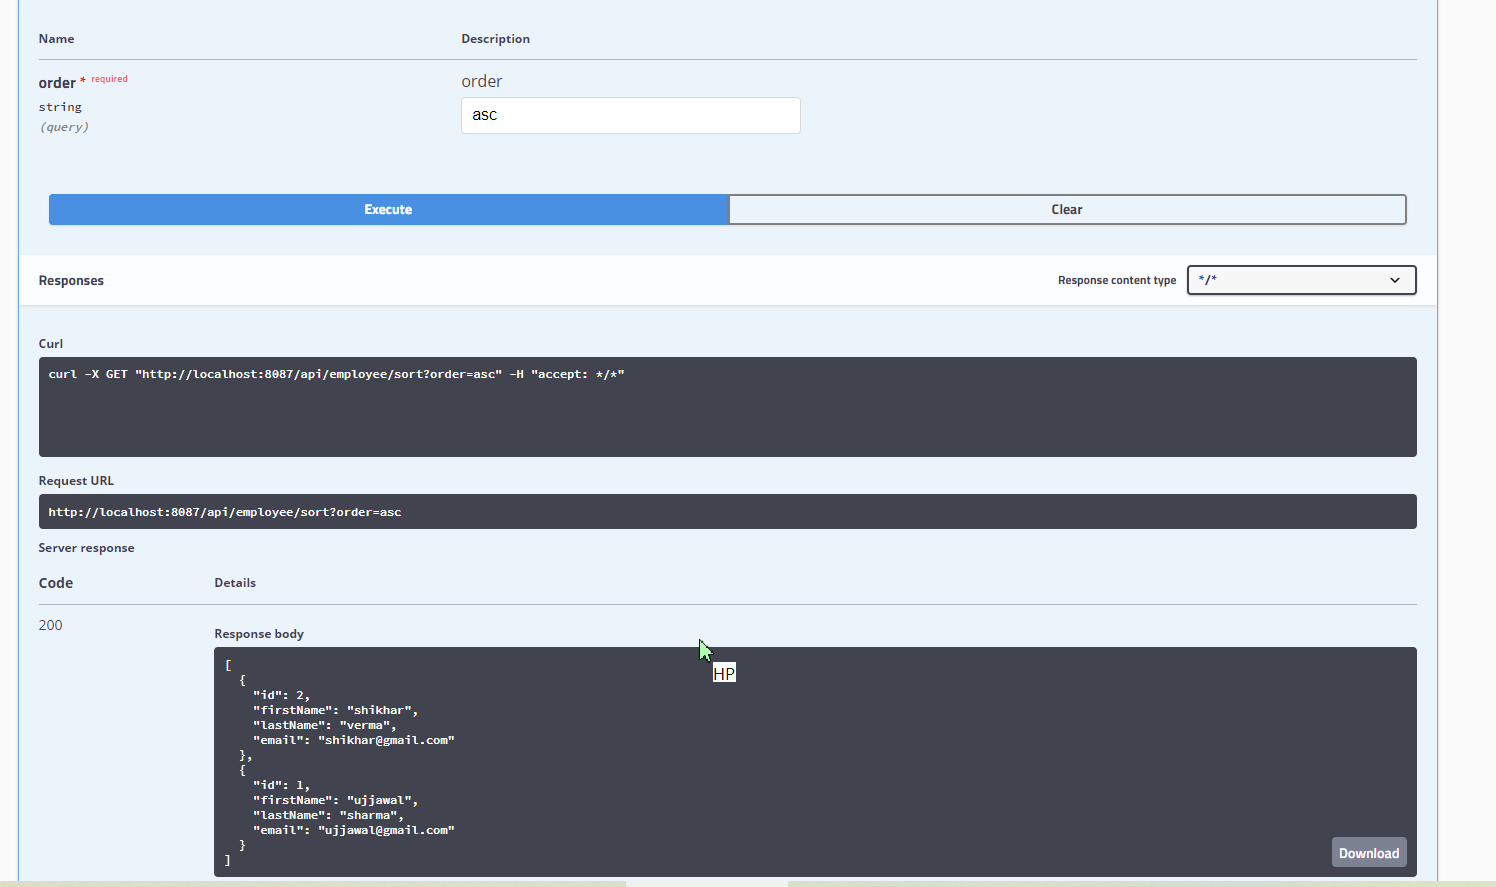 Name Description
order * required order
string asc
(query)
Execute Clear
Responses Response content type */*
Curl
curl -X GET "http://localhost:8087/api/employee/sort?order=asc" -H "accept: */*"
Request URL
http://localhost:8087/api/employee/sort?order=asc
Server response
Code Details
200
Response body
[
  {
    "id": 2,
    "firstName": "shikhar",
    "lastName": "verma",
    "email": "shikhar@gmail.com"
  },
  {
    "id": 1,
    "firstName": "ujjawal",
    "lastName": "sharma",
    "email": "ujjawal@gmail.com"
  }
]
HP
Download